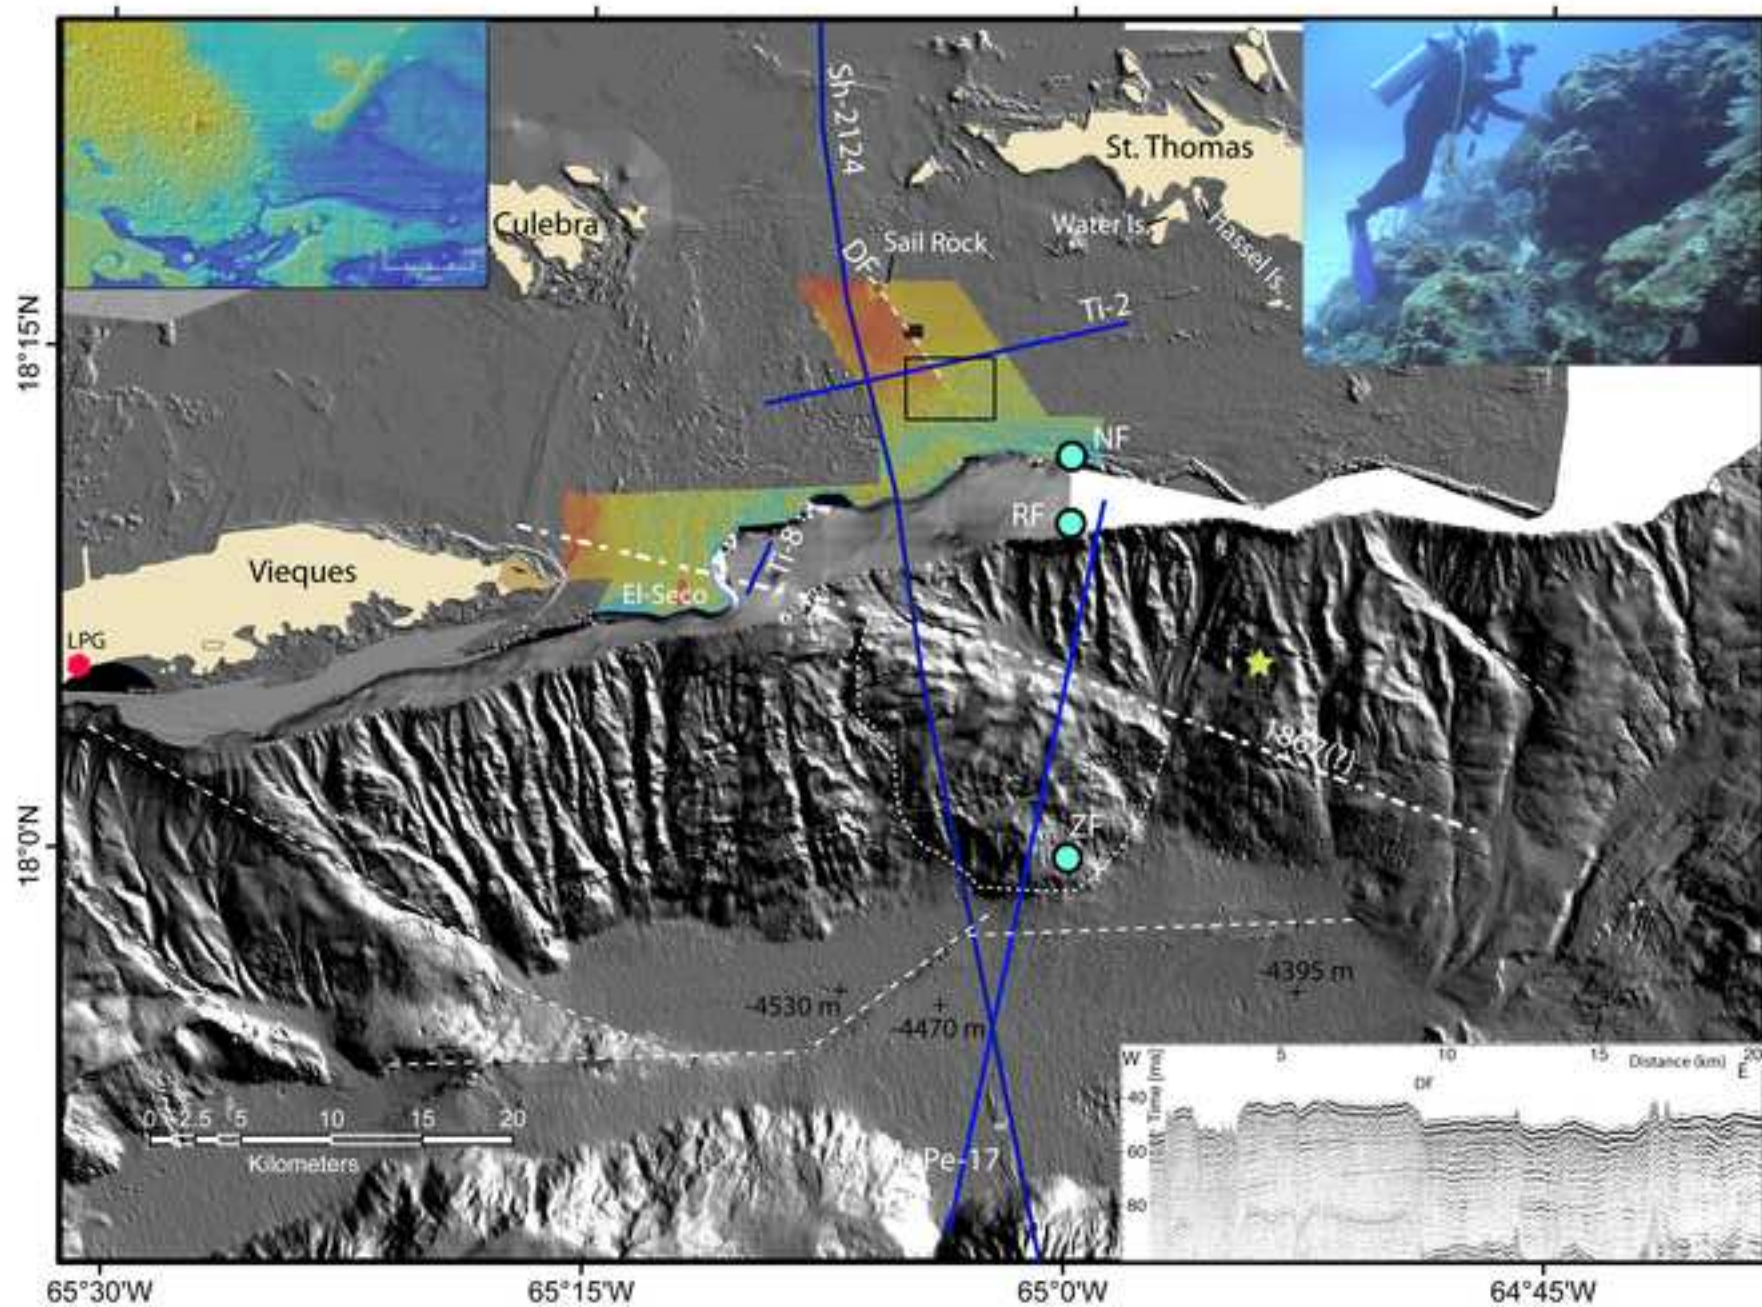 Sh-2124
St. Thomas
Culebra
Water Is.
Hassel Is.
Sail Rock
DF
Ti-2
18°15'N
NF
RF
Vieques
Ti-8
El-Seco
LPG
1867(?)
ZF
18°0'N
-4395 m
-4530 m
-4470 m
0 2.5 5 10 15 20
Kilometers
Pe-17
W 5 10 15 Distance (km) 20
E
DF
Time [ms]
40
60
80
65°30'W 65°15'W 65°0'W 64°45'W